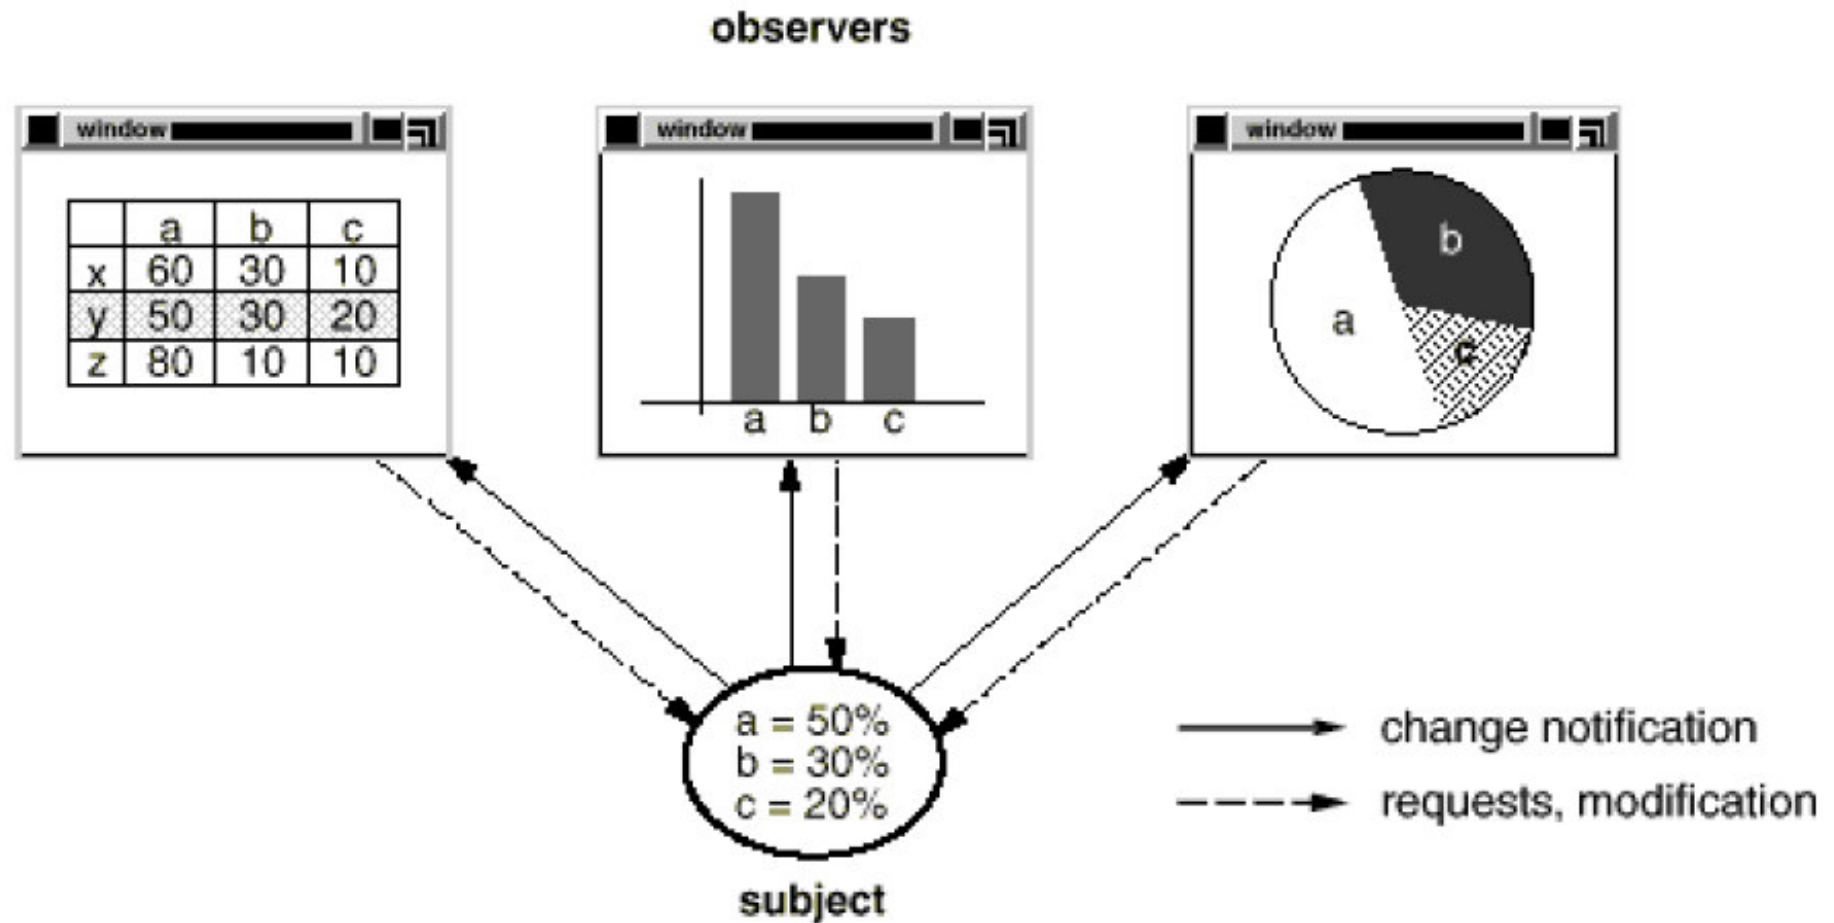 observers
window
a b c
x 60 30 10
y 50 30 20
z 80 10 10
window
a b c
window
b
a
c
a = 50%
b = 30%
c = 20%
subject
change notification
requests, modification